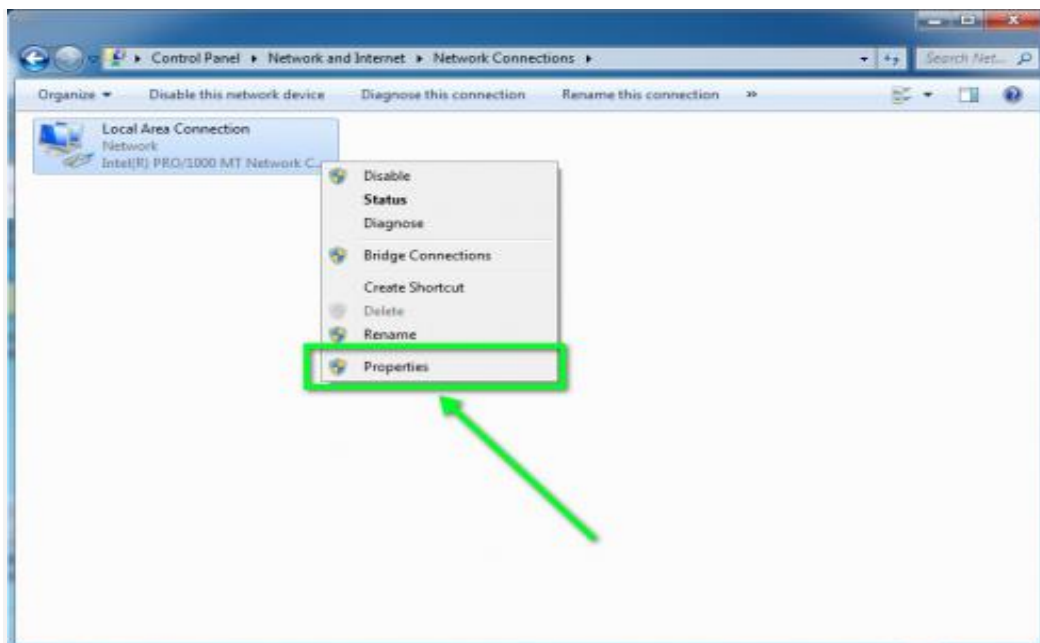 Control Panel ▸ Network and Internet ▸ Network Connections ▸
Search Net...
Organize Disable this network device Diagnose this connection Rename this connection »
Local Area Connection
Network
Intel(R) PRO/1000 MT Network C...
Disable
Status
Diagnose
Bridge Connections
Create Shortcut
Delete
Rename
Properties